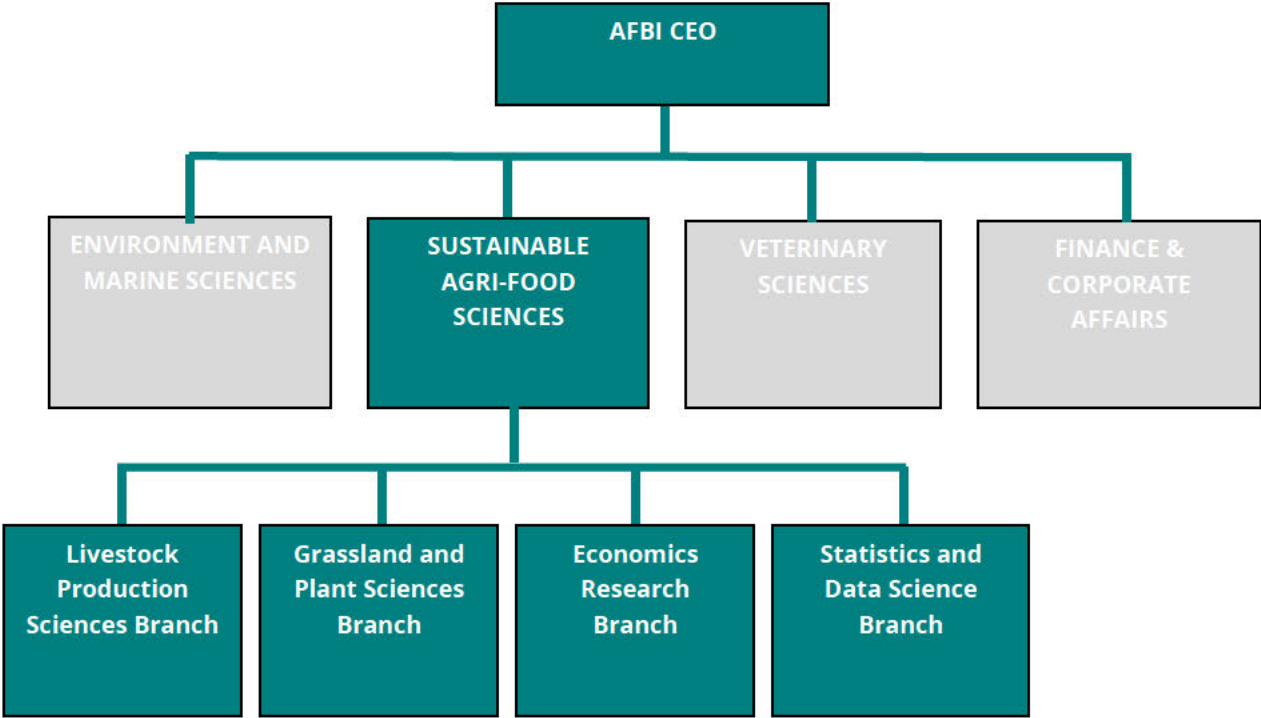 AFBI CEO
ENVIRONMENT AND
MARINE SCIENCES
SUSTAINABLE
AGRI-FOOD
SCIENCES
VETERINARY
SCIENCES
FINANCE &
CORPORATE
AFFAIRS
Livestock
Production
Sciences Branch
Grassland and
Plant Sciences
Branch
Economics
Research
Branch
Statistics and
Data Science
Branch